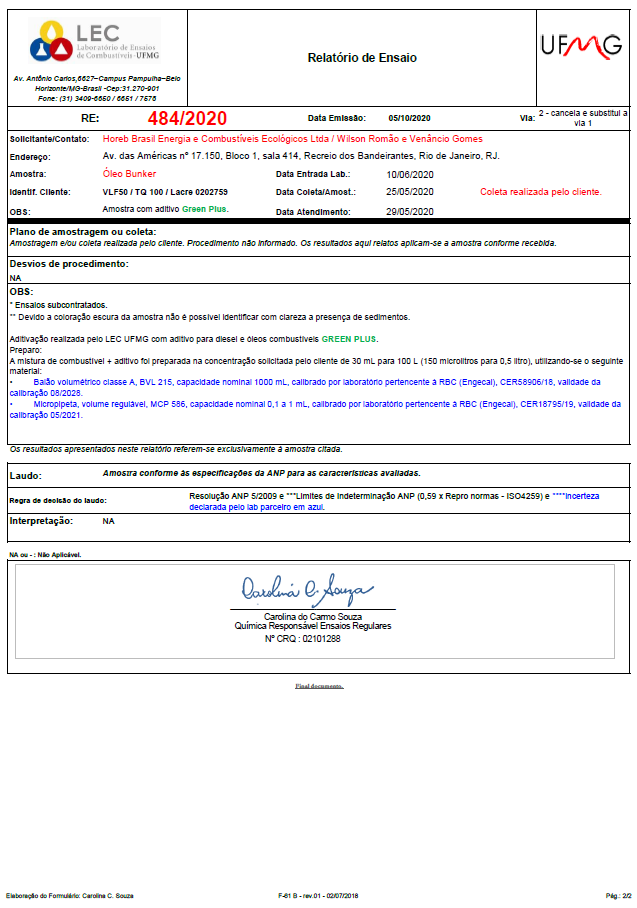 LEC
Laboratório de Ensaios
de Combustíveis-UFMG
Av. Antônio Carlos,6627–Campus Pampulha–Belo
Horizonte/MG-Brasil -Cep:31.270-901
Fone: (31) 3409-6650 / 6651 / 7578
Relatório de Ensaio
UFMG
RE: 484/2020 Data Emissão: 05/10/2020 Via: 2 - cancela e substitui a
via 1
Solicitante/Contato: Horeb Brasil Energia e Combustíveis Ecológicos Ltda / Wilson Romão e Venâncio Gomes
Endereço: Av. das Américas nº 17.150, Bloco 1, sala 414, Recreio dos Bandeirantes, Rio de Janeiro, RJ.
Amostra: Óleo Bunker Data Entrada Lab.: 10/06/2020
Identif. Cliente: VLF50 / TQ 100 / Lacre 0202759 Data Coleta/Amost.: 25/05/2020 Coleta realizada pelo cliente.
OBS: Amostra com aditivo Green Plus. Data Atendimento: 29/05/2020
Plano de amostragem ou coleta:
Amostragem e/ou coleta realizada pelo cliente. Procedimento não informado. Os resultados aqui relatos aplicam-se a amostra conforme recebida.
Desvios de procedimento:
NA
OBS:
* Ensaios subcontratados.
** Devido a coloração escura da amostra não é possível identificar com clareza a presença de sedimentos.
Aditivação realizada pelo LEC UFMG com aditivo para diesel e óleos combustíveis GREEN PLUS.
Preparo:
A mistura de combustível + aditivo foi preparada na concentração solicitada pelo cliente de 30 mL para 100 L (150 microlitros para 0,5 litro), utilizando-se o seguinte
material:
• Balão volumétrico classe A, BVL 215, capacidade nominal 1000 mL, calibrado por laboratório pertencente à RBC (Engecal), CER58906/18, validade da
calibração 08/2028.
• Micropipeta, volume regulável, MCP 586, capacidade nominal 0,1 a 1 mL, calibrado por laboratório pertencente à RBC (Engecal), CER18795/19, validade da
calibração 05/2021.
Os resultados apresentados neste relatório referem-se exclusivamente à amostra citada.
Laudo: Amostra conforme às especificações da ANP para as características avaliadas.
Regra de decisão do laudo: Resolução ANP 5/2009 e ***Limites de Indeterminação ANP (0,59 x Repro normas - ISO4259) e ****Incerteza
declarada pelo lab parceiro em azul.
Interpretação: NA
NA ou - : Não Aplicável.
Carolina C. Souza
Carolina do Carmo Souza
Química Responsável Ensaios Regulares
Nº CRQ : 02101288
Final documento.
Elaboração do Formulário: Carolina C. Souza F-61 B - rev.01 - 02/07/2018 Pág.: 2/2